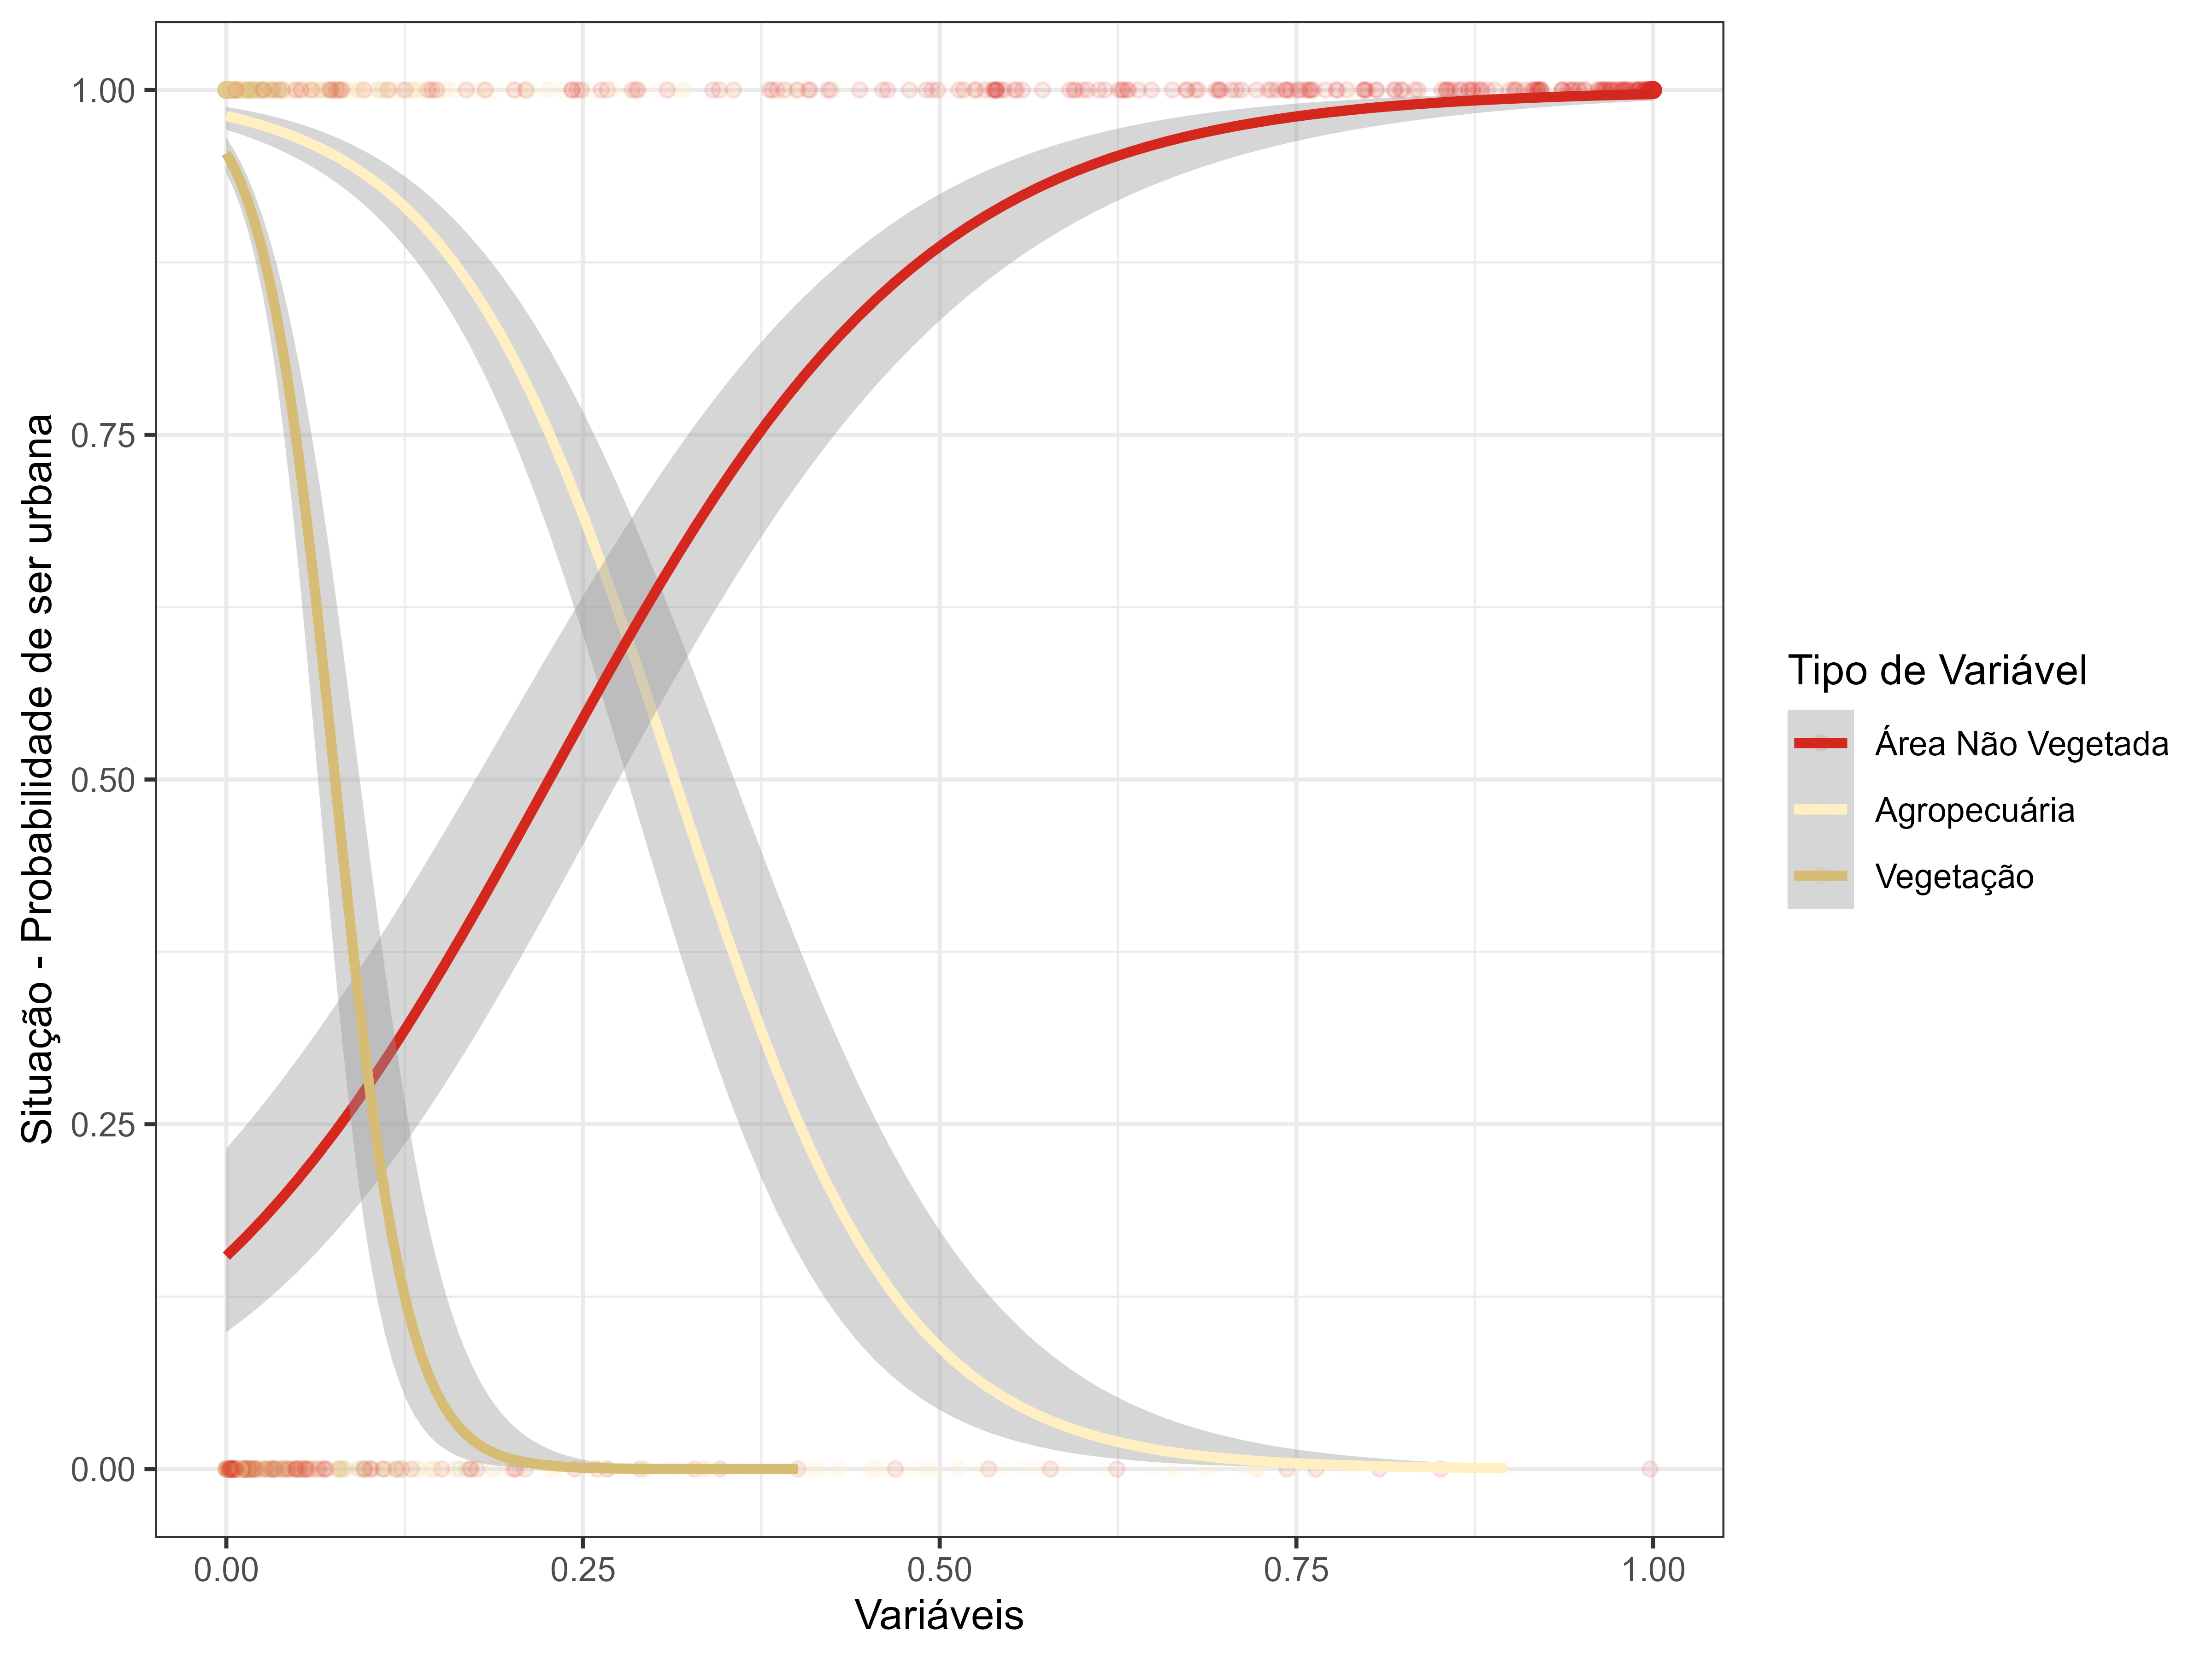 Situação - Probabilidade de ser urbana
1.00
0.75
0.50
0.25
0.00
0.00 0.25 0.50 0.75 1.00
Variáveis
Tipo de Variável
Área Não Vegetada
Agropecuária
Vegetação